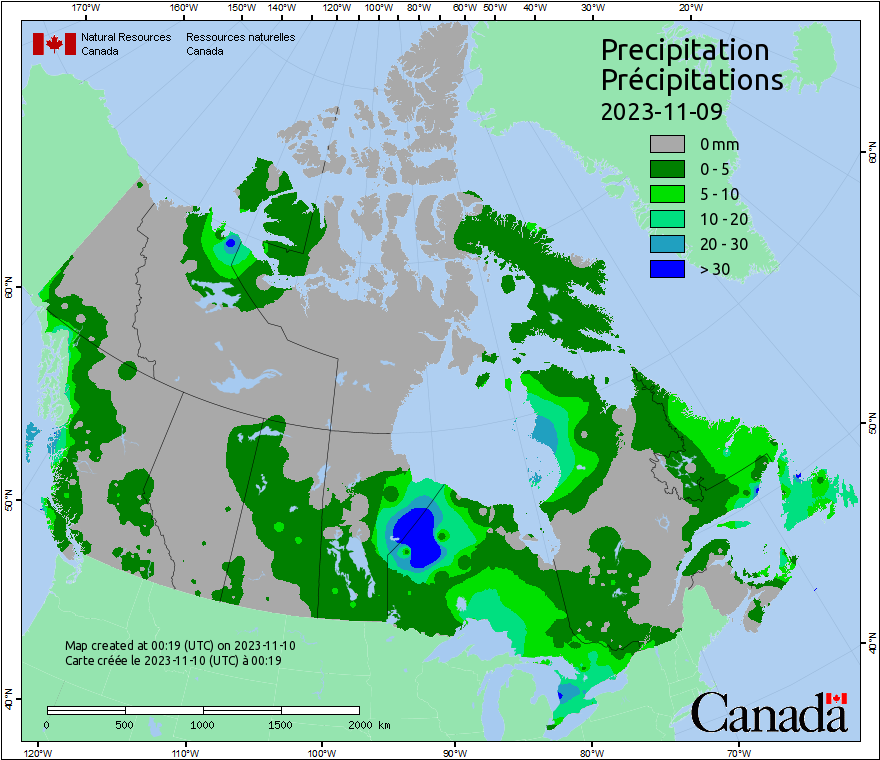 170°W 160°W 150°W 140°W 120°W 100°W 80°W 60°W 50°W 40°W 30°W 20°W
Natural Resources Canada
Ressources naturelles Canada
Precipitation
Précipitations
2023-11-09
0 mm
0 - 5
5 - 10
10 - 20
20 - 30
> 30
60°N
60°N
50°N
50°N
40°N
40°N
Map created at 00:19 (UTC) on 2023-11-10
Carte créée le 2023-11-10 (UTC) à 00:19
0 500 1000 1500 2000 km
Canada
120°W 110°W 100°W 90°W 80°W 70°W